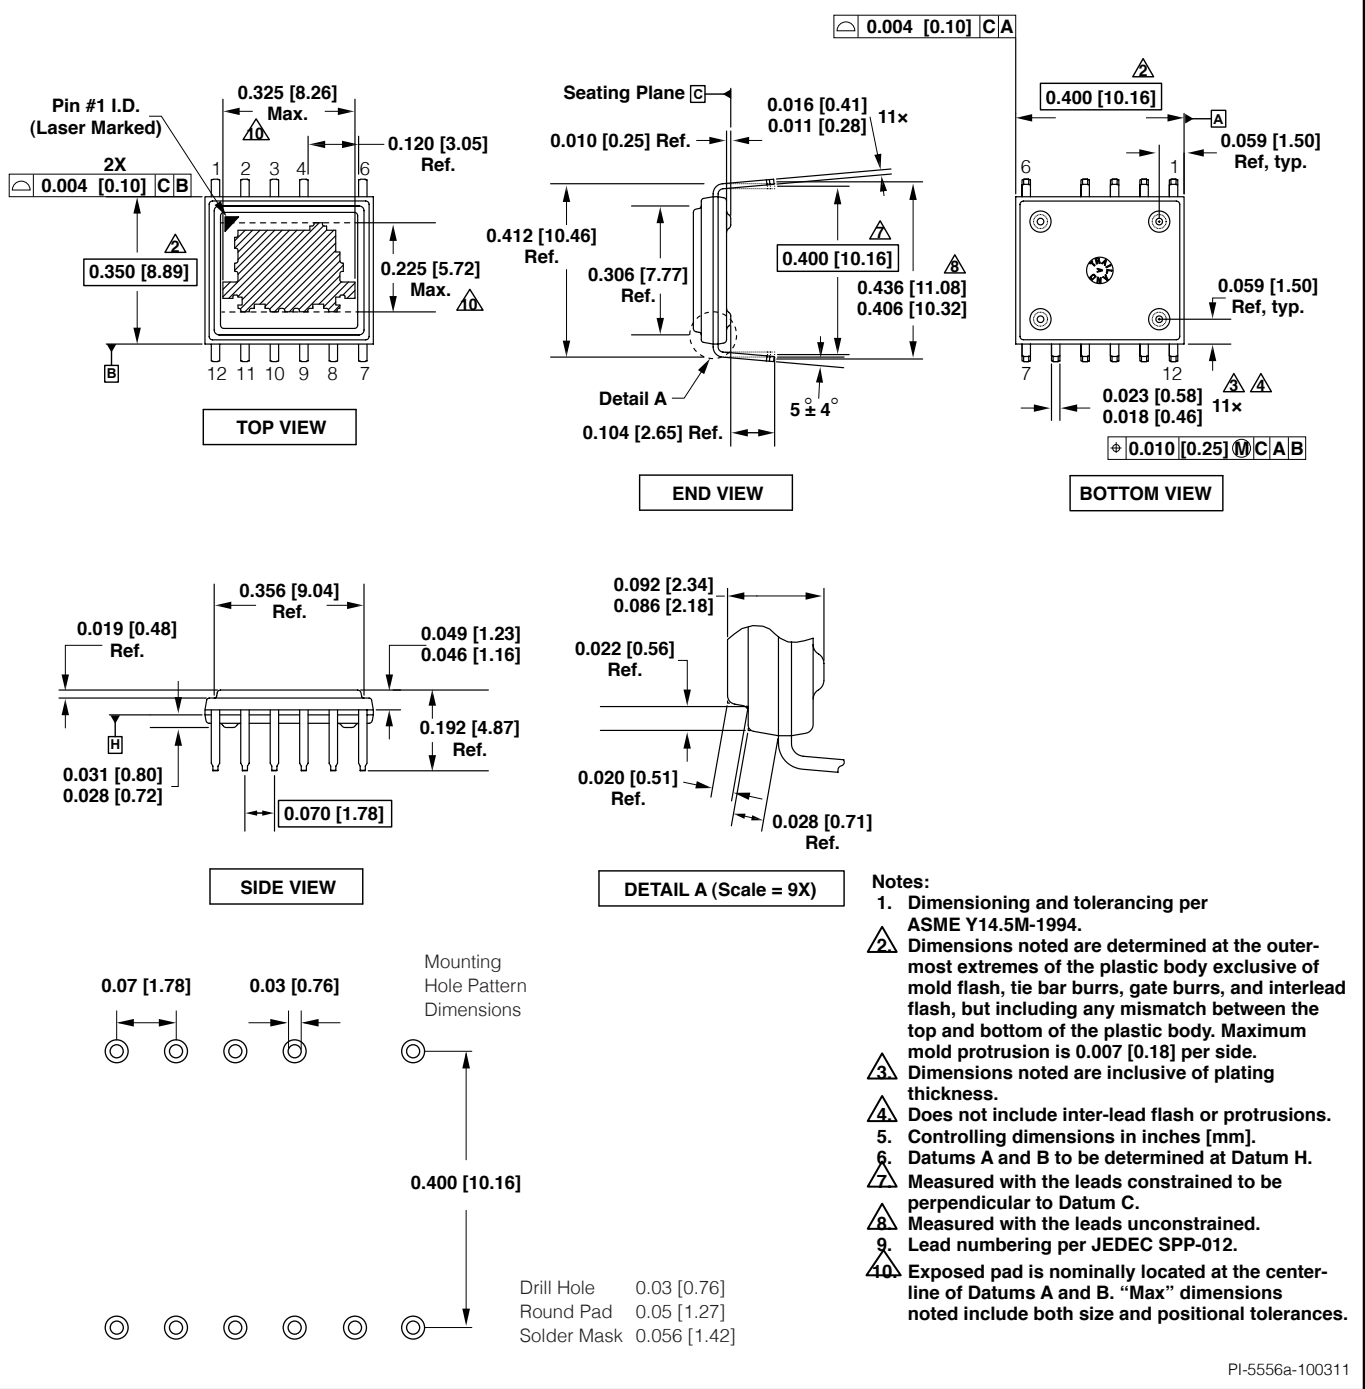 ⌓ 0.004 [0.10] C A
2
0.400 [10.16]
A
0.059 [1.50]
Ref, typ.
Seating Plane C
0.010 [0.25] Ref.
0.016 [0.41]
0.011 [0.28]
11×
Pin #1 I.D.
(Laser Marked)
0.325 [8.26]
Max.
10
0.120 [3.05]
Ref.
2X
⌓ 0.004 [0.10] C B
1 2 3 4 6
2
0.350 [8.89]
0.225 [5.72]
Max.
10
B
12 11 10 9 8 7
TOP VIEW
0.412 [10.46]
Ref.
0.306 [7.77]
Ref.
7
0.400 [10.16]
8
0.436 [11.08]
0.406 [10.32]
Detail A
5°± 4°
0.104 [2.65] Ref.
END VIEW
6 1
0.059 [1.50]
Ref, typ.
7 12
0.023 [0.58]
0.018 [0.46]
11×
3 4
⌖ 0.010 [0.25] Ⓜ C A B
BOTTOM VIEW
0.356 [9.04]
Ref.
0.019 [0.48]
Ref.
0.049 [1.23]
0.046 [1.16]
0.192 [4.87]
Ref.
H
0.031 [0.80]
0.028 [0.72]
0.070 [1.78]
SIDE VIEW
0.092 [2.34]
0.086 [2.18]
0.022 [0.56]
Ref.
0.020 [0.51]
Ref.
0.028 [0.71]
Ref.
DETAIL A (Scale = 9X)
Notes:
1. Dimensioning and tolerancing per
ASME Y14.5M-1994.
2. Dimensions noted are determined at the outer-
most extremes of the plastic body exclusive of
mold flash, tie bar burrs, gate burrs, and interlead
flash, but including any mismatch between the
top and bottom of the plastic body. Maximum
mold protrusion is 0.007 [0.18] per side.
3. Dimensions noted are inclusive of plating
thickness.
4. Does not include inter-lead flash or protrusions.
5. Controlling dimensions in inches [mm].
6. Datums A and B to be determined at Datum H.
7. Measured with the leads constrained to be
perpendicular to Datum C.
8. Measured with the leads unconstrained.
9. Lead numbering per JEDEC SPP-012.
10. Exposed pad is nominally located at the center-
line of Datums A and B. “Max” dimensions
noted include both size and positional tolerances.
Mounting
Hole Pattern
Dimensions
0.07 [1.78]
0.03 [0.76]
0.400 [10.16]
Drill Hole 0.03 [0.76]
Round Pad 0.05 [1.27]
Solder Mask 0.056 [1.42]
PI-5556a-100311